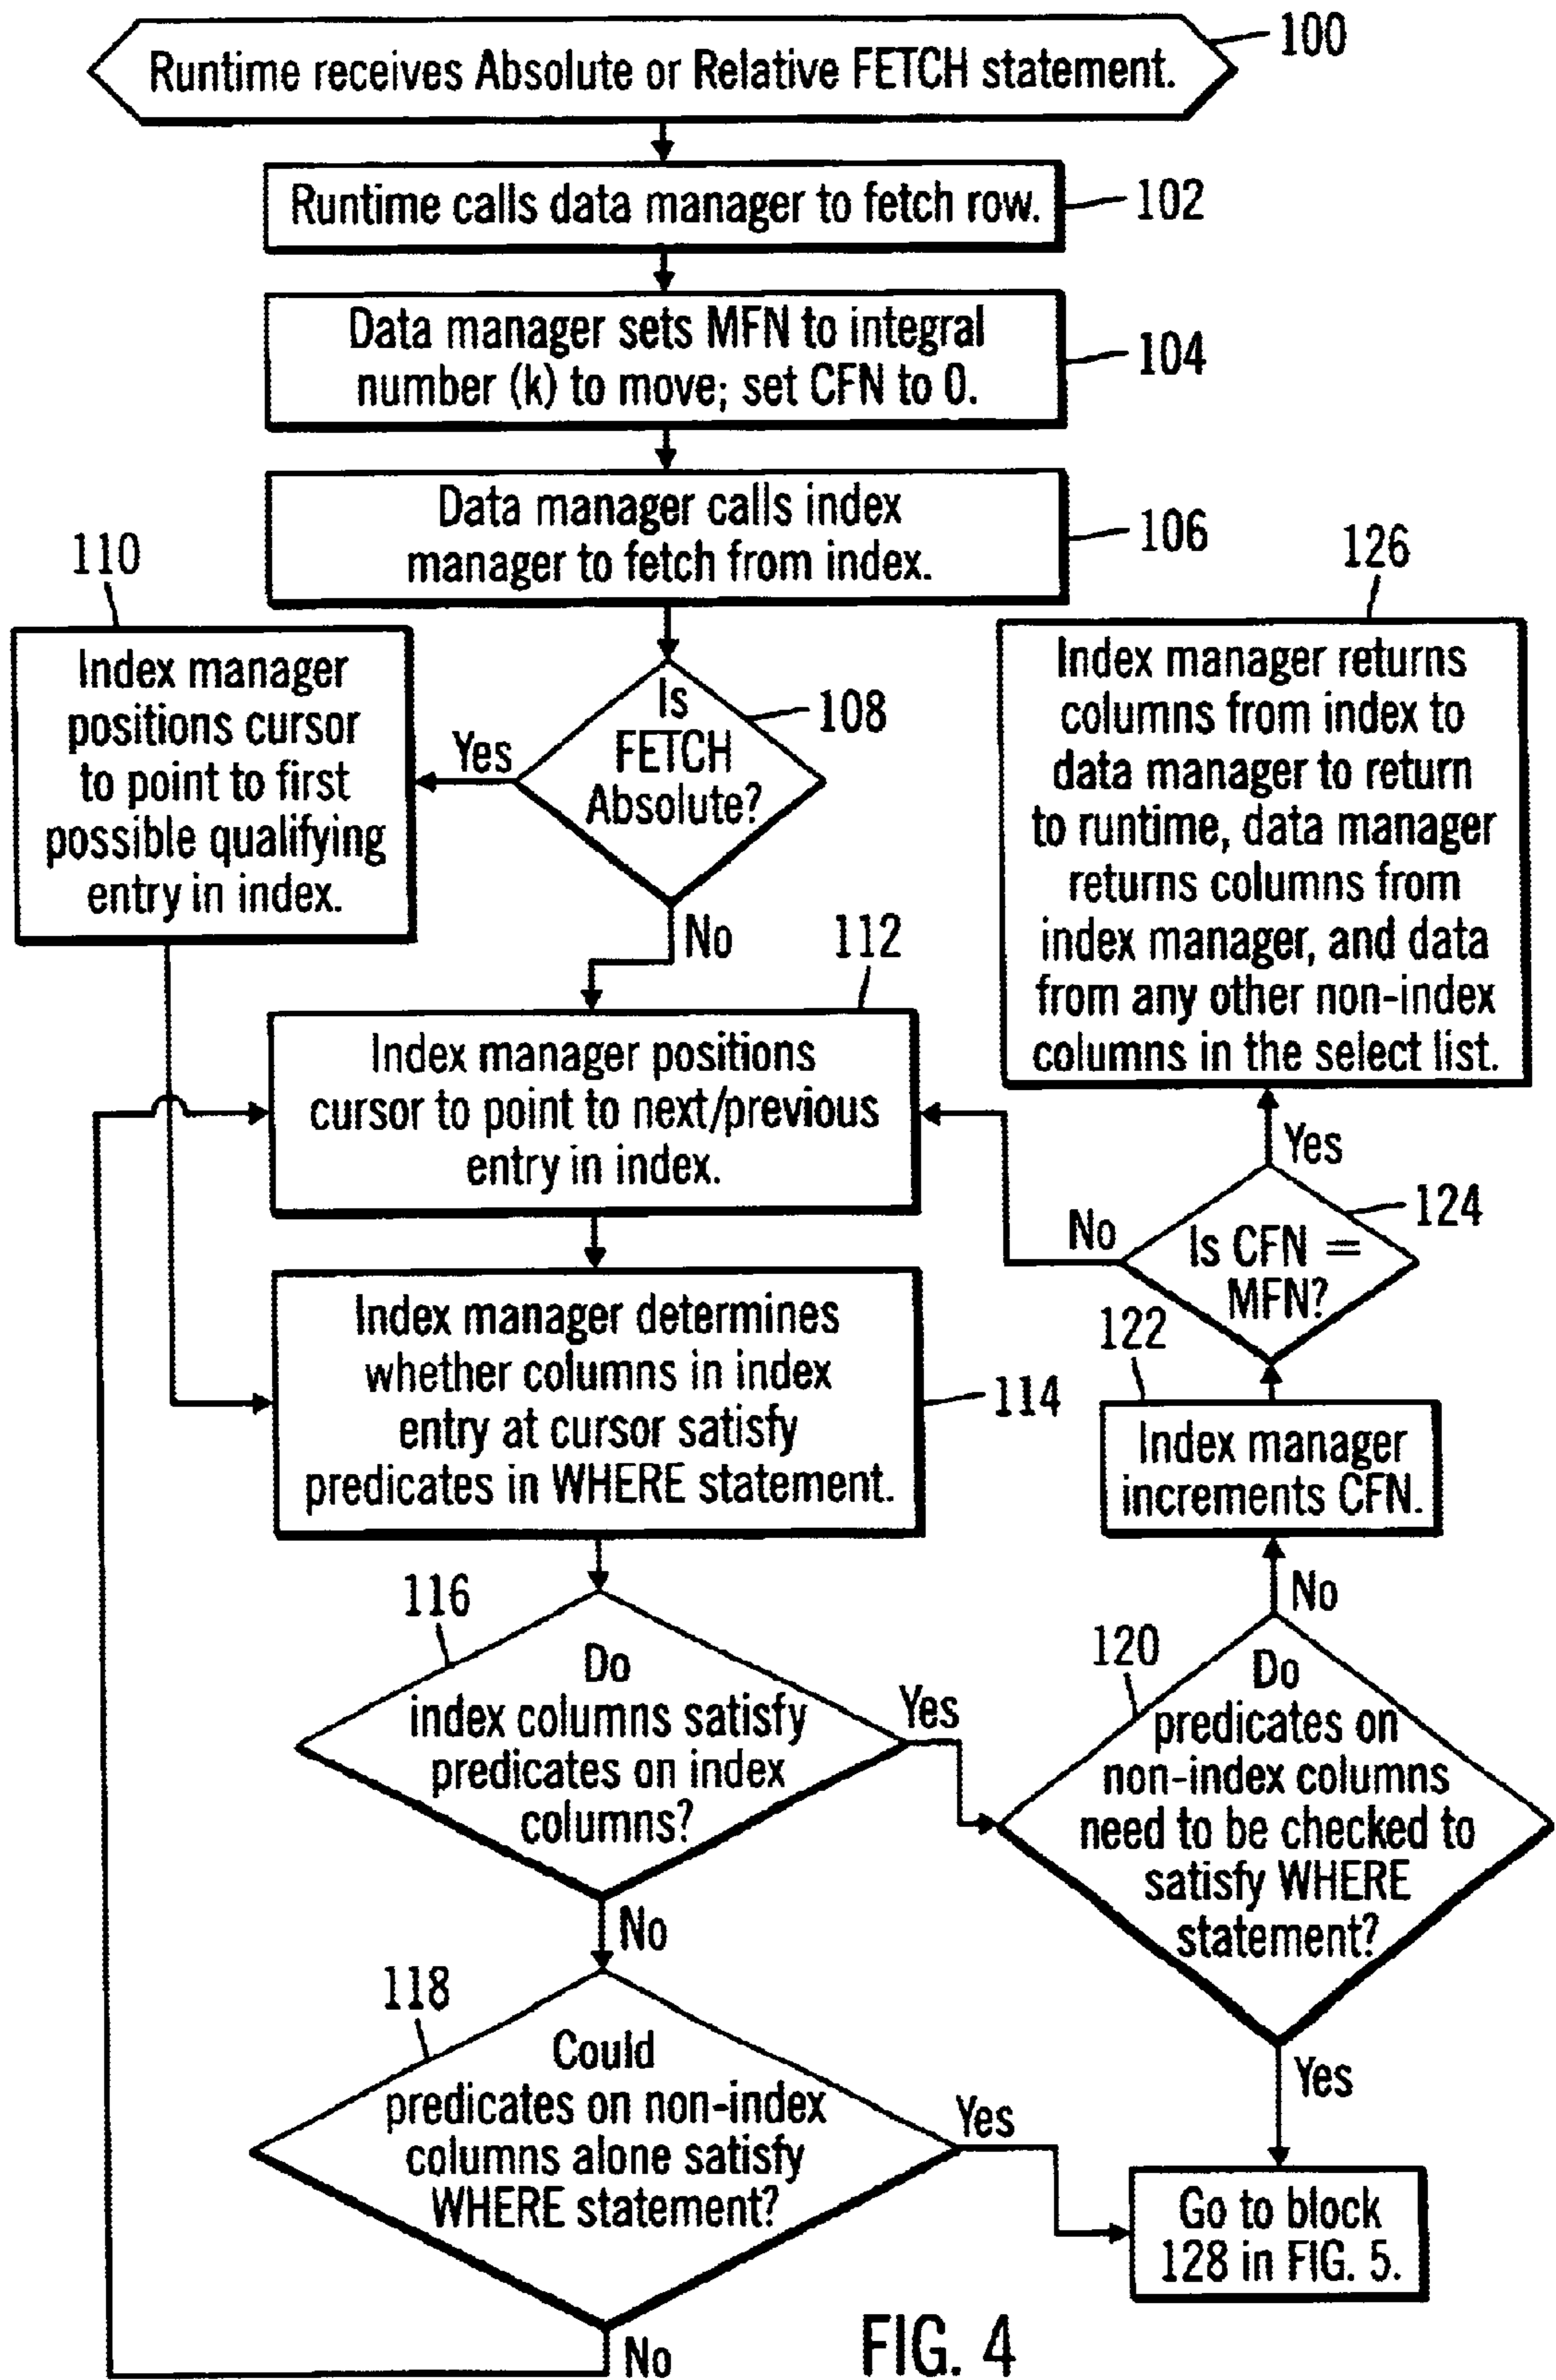 Runtime receives Absolute or Relative FETCH statement.
100
Runtime calls data manager to fetch row.
102
Data manager sets MFN to integral
number (k) to move; set CFN to 0.
104
Data manager calls index
manager to fetch from index.
106
Is
FETCH
Absolute?
108
Yes
No
110
Index manager
positions cursor
to point to first
possible qualifying
entry in index.
112
Index manager positions
cursor to point to next/previous
entry in index.
Index manager determines
whether columns in index
entry at cursor satisfy
predicates in WHERE statement.
114
116
Do
index columns satisfy
predicates on index
columns?
Yes
No
118
Could
predicates on non-index
columns alone satisfy
WHERE statement?
Yes
No
120
Do
predicates on
non-index columns
need to be checked to
satisfy WHERE
statement?
No
Yes
122
Index manager
increments CFN.
Is CFN =
MFN?
124
No
Yes
126
Index manager returns
columns from index to
data manager to return
to runtime, data manager
returns columns from
index manager, and data
from any other non-index
columns in the select list.
Go to block
128 in FIG. 5.
FIG. 4